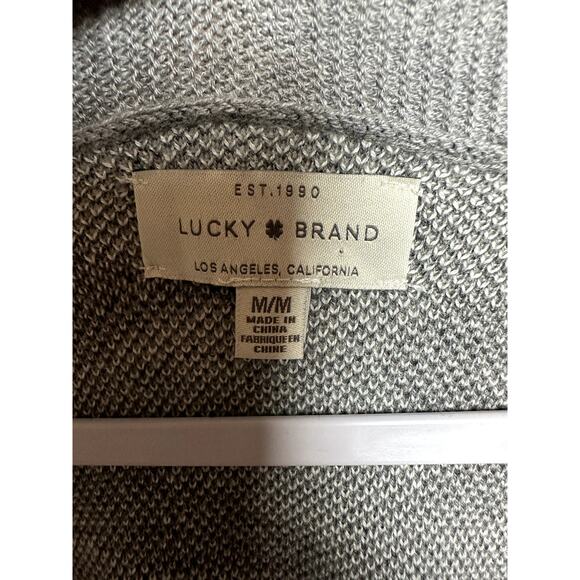 EST.1990
LUCKY BRAND
LOS ANGELES, CALIFORNIA
M/M
MADE IN
CHINA
FABRIQUE EN
CHINE